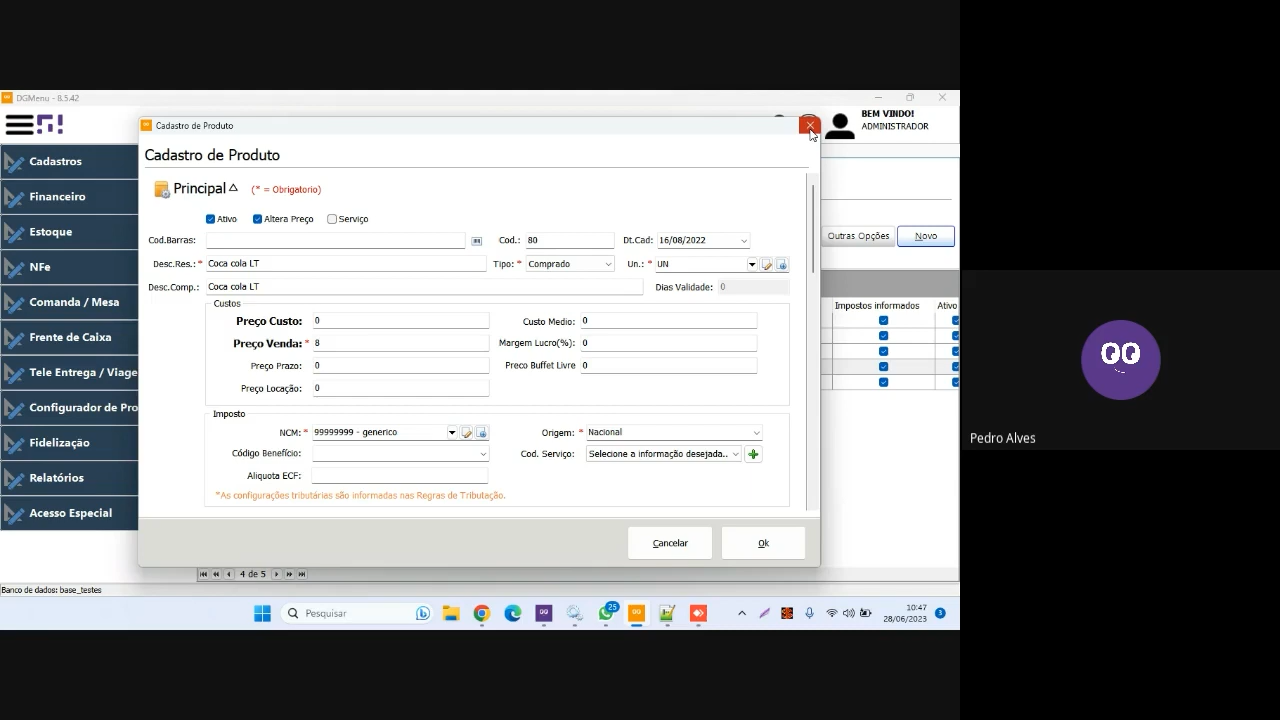 DGMenu - 8.5.42
BEM VINDO!
ADMINISTRADOR
Cadastros
Financeiro
Estoque
NFe
Comanda / Mesa
Frente de Caixa
Tele Entrega / Viage
Configurador de Pro
Fidelização
Relatórios
Acesso Especial
Cadastro de Produto
Cadastro de Produto
Principal (* = Obrigatorio)
Ativo Altera Preço Serviço
Cod.Barras: Cod.: 80 Dt.Cad: 16/08/2022
Desc.Res.: * Coca cola LT Tipo: * Comprado Un.: * UN
Desc.Comp.: Coca cola LT Dias Validade: 0
Custos
Preço Custo: 0 Custo Medio: 0
Preço Venda: * 8 Margem Lucro(%): 0
Preço Prazo: 0 Preco Buffet Livre 0
Preço Locação: 0
Imposto
NCM: * 99999999 - generico Origem: * Nacional
Código Benefício: Cod. Serviço: Selecione a informação desejada..
Aliquota ECF:
*As configurações tributárias são informadas nas Regras de Tributação.
Cancelar Ok
Outras Opções Novo
Impostos informados Ativo
4 de 5
Banco de dados: base_testes
Pesquisar
25
10:47
28/06/2023
3
Pedro Alves